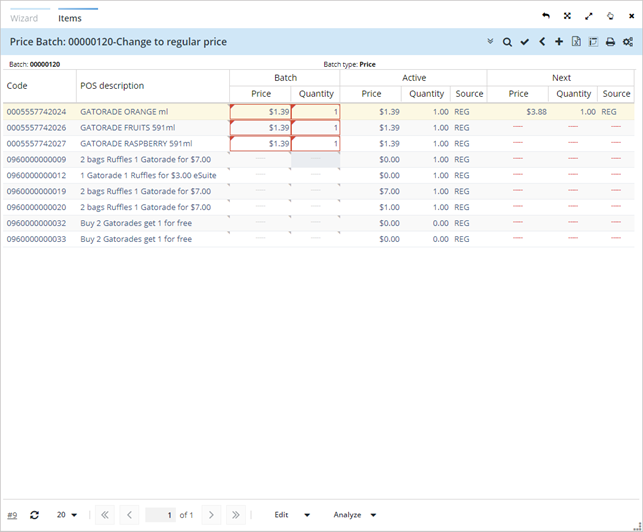 Wizard Items
Price Batch: 00000120-Change to regular price
Batch: 00000120 Batch type: Price
Code POS description Batch Active Next
Price Quantity Price Quantity Source Price Quantity Source
0005557742024 GATORADE ORANGE ml $1.39 1 $1.39 1.00 REG $3.88 1.00 REG
0005557742026 GATORADE FRUITS 591ml $1.39 1 $1.39 1.00 REG
0005557742027 GATORADE RASPBERRY 591ml $1.39 1 $1.39 1.00 REG
0960000000009 2 bags Ruffles 1 Gatorade for $7.00 $0.00 1.00 REG
0960000000012 1 Gatorade 1 Ruffles for $3.00 eSuite $0.00 1.00 REG
0960000000019 2 bags Ruffles 1 Gatorade for $7.00 $7.00 1.00 REG
0960000000020 2 bags Ruffles 1 Gatorade for $7.00 $1.00 1.00 REG
0960000000032 Buy 2 Gatorades get 1 for free $0.00 0.00 REG
0960000000033 Buy 2 Gatorades get 1 for free $0.00 0.00 REG
#9 20 1 of 1 Edit Analyze